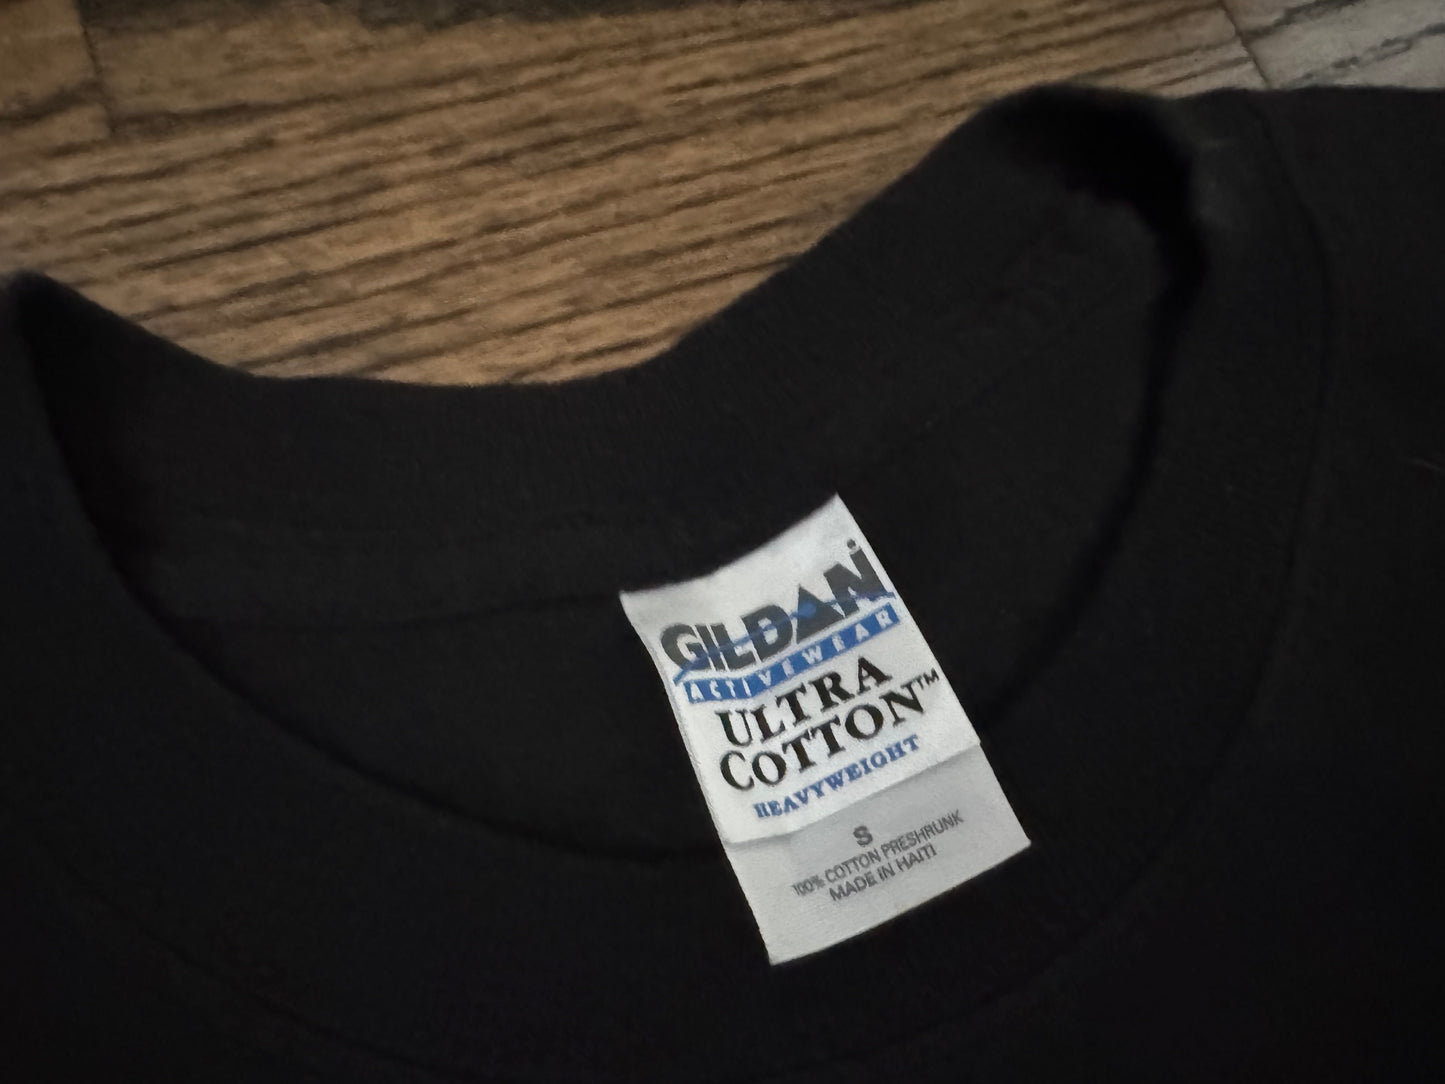 GILDAN
ACTIVEWEAR
ULTRA
COTTON™
HEAVYWEIGHT
S
100% COTTON PRESHRUNK
MADE IN HAITI